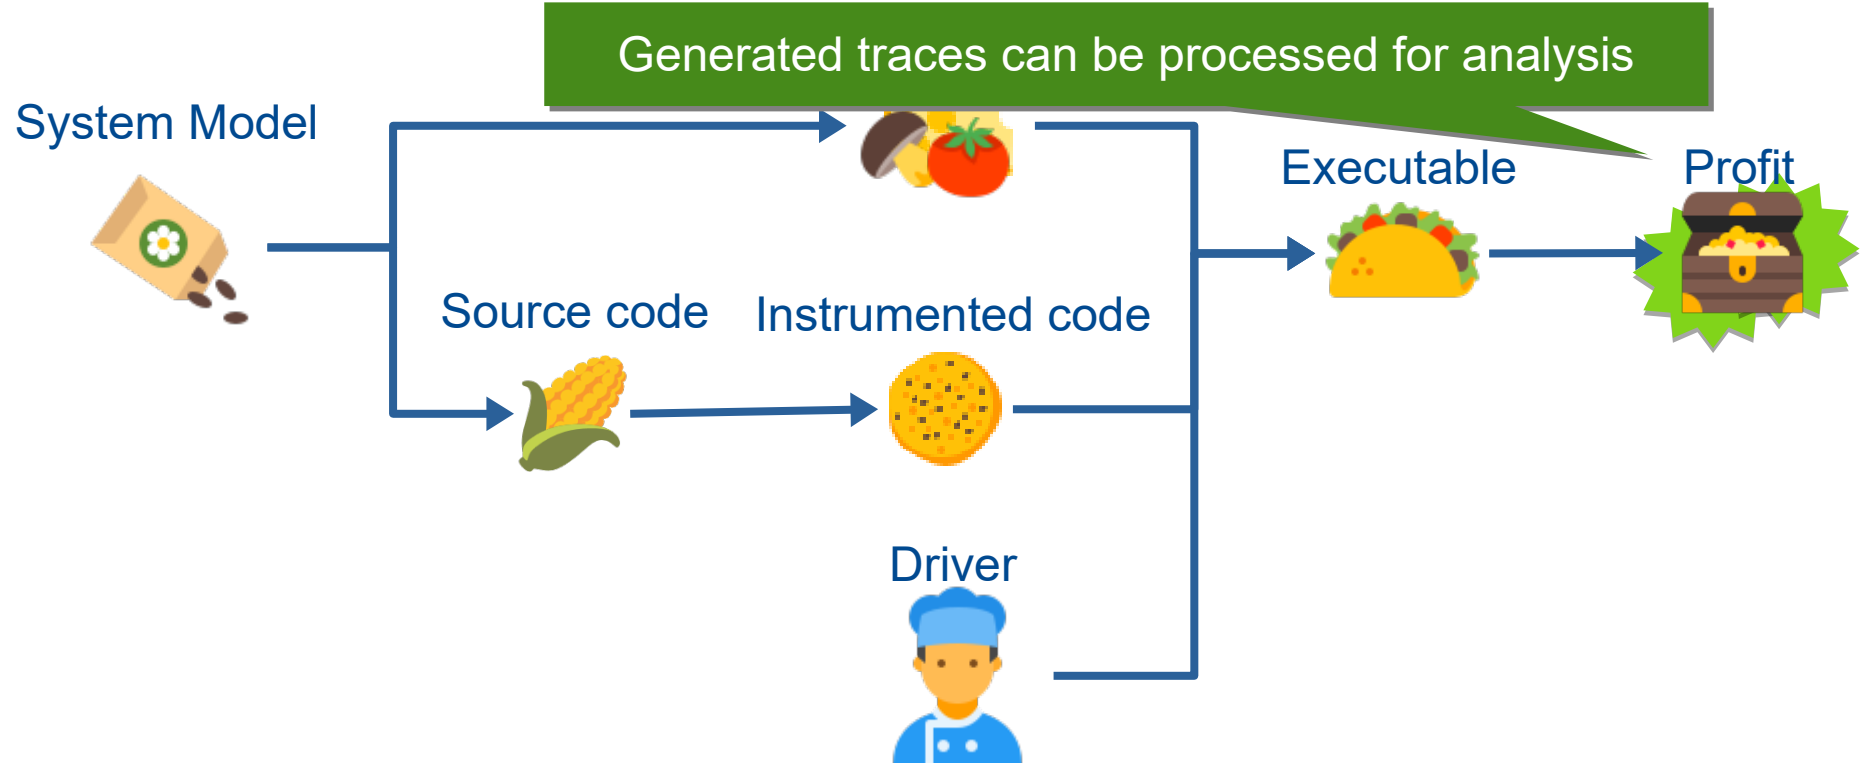 Generated traces can be processed for analysis
System Model
Executable
Profit
Source code
Instrumented code
Driver